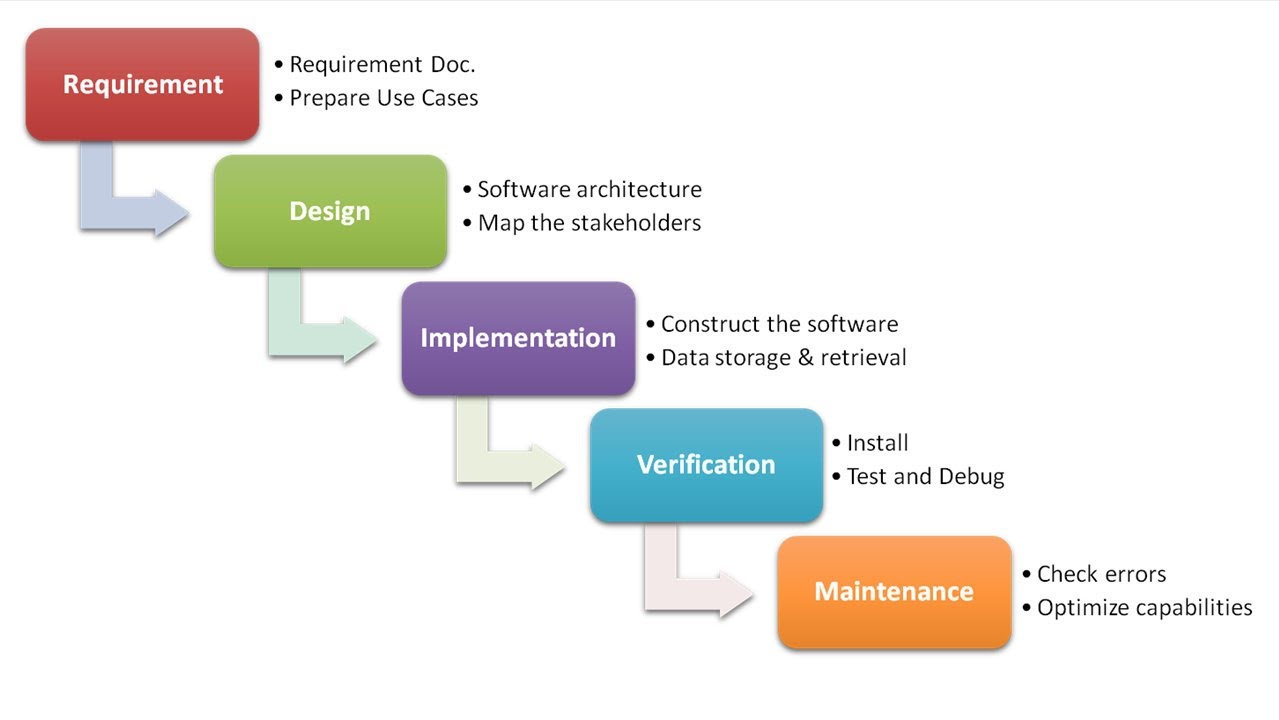 Requirement
• Requirement Doc.
• Prepare Use Cases
Design
• Software architecture
• Map the stakeholders
Implementation
• Construct the software
• Data storage & retrieval
Verification
• Install
• Test and Debug
Maintenance
• Check errors
• Optimize capabilities